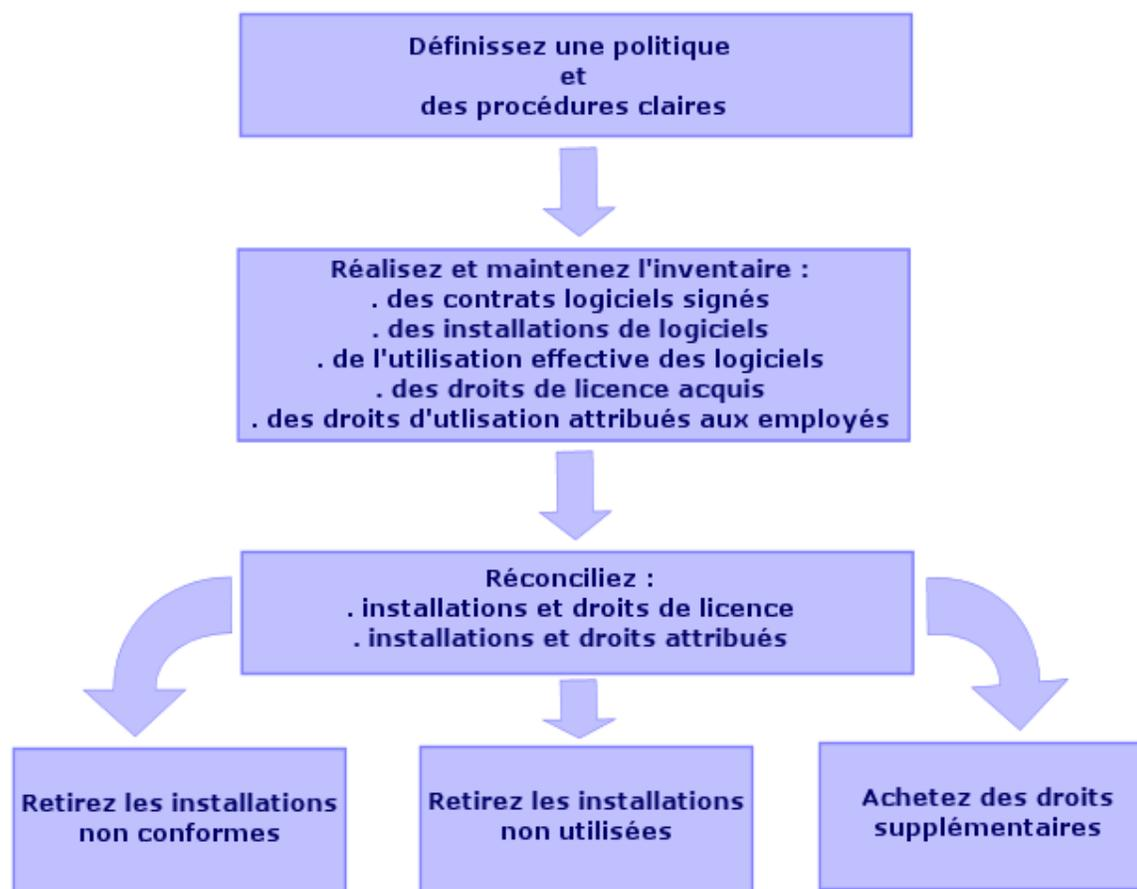 Définissez une politique
et
des procédures claires
Réalisez et maintenez l'inventaire :
. des contrats logiciels signés
. des installations de logiciels
. de l'utilisation effective des logiciels
. des droits de licence acquis
. des droits d'utlisation attribués aux employés
Réconciliez :
. installations et droits de licence
. installations et droits attribués
Retirez les installations
non conformes
Retirez les installations
non utilisées
Achetez des droits
supplémentaires